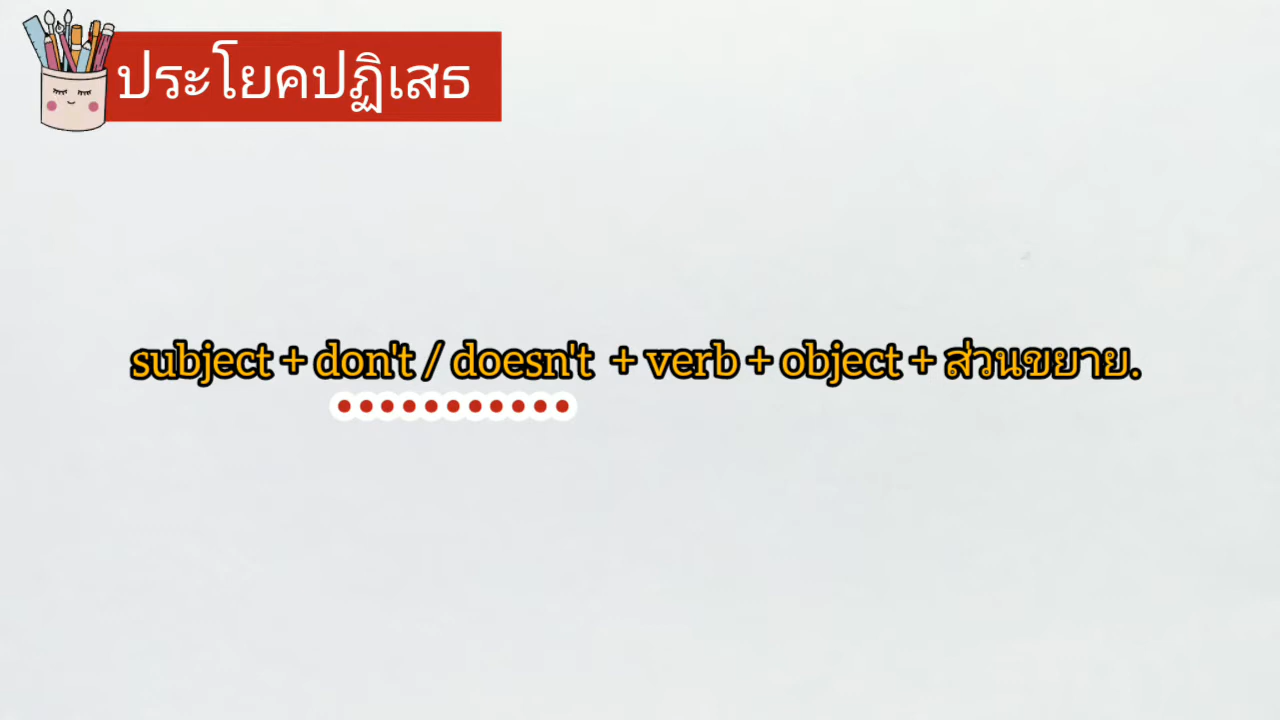 ประโยคปฏิเสธ
subject + don't / doesn't + verb + object + ส่วนขยาย.